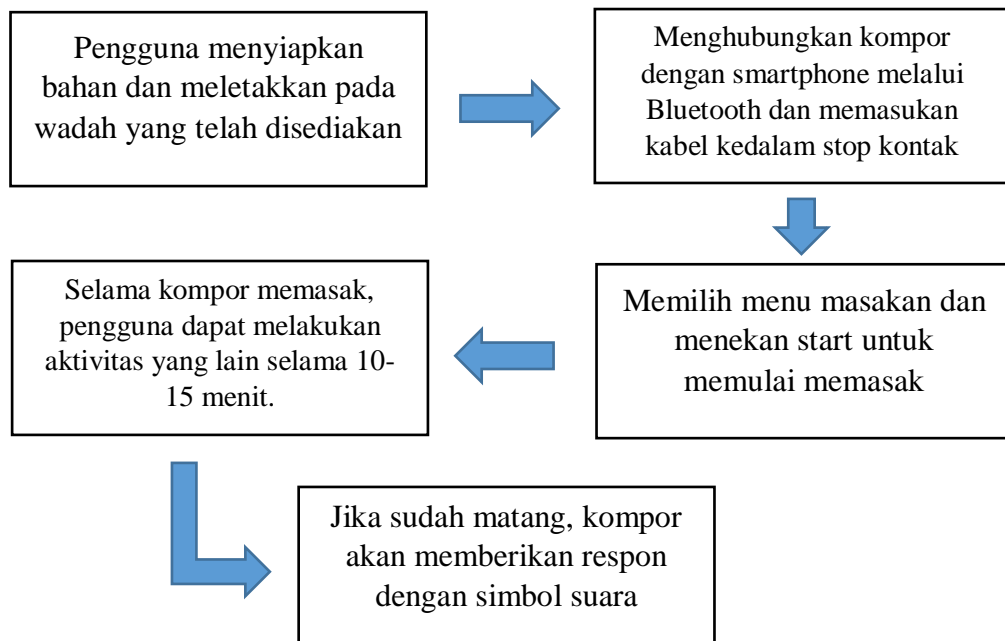 Pengguna menyiapkan
bahan dan meletakkan pada
wadah yang telah disediakan
Menghubungkan kompor
dengan smartphone melalui
Bluetooth dan memasukan
kabel kedalam stop kontak
Memilih menu masakan dan
menekan start untuk
memulai memasak
Selama kompor memasak,
pengguna dapat melakukan
aktivitas yang lain selama 10-
15 menit.
Jika sudah matang, kompor
akan memberikan respon
dengan simbol suara